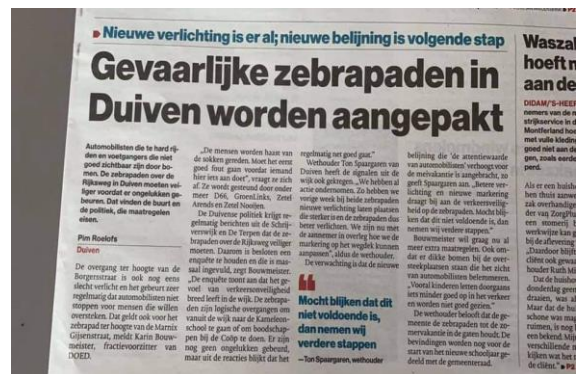 Nieuwe verlichting is er al; nieuwe belijning is volgende stap
Gevaarlijke zebrapaden in
Duiven worden aangepakt
Automobilisten die te hard rij-
den en voetgangers die niet
goed zichtbaar zijn door bo-
men. De zebrapaden over de
Rijksweg in Duiven moeten vei-
liger voordat er ongelukken ge-
beuren. Dat vinden de buurt en
de politiek, die maatregelen
eisen.
Pim Roelofs
Duiven
De overgang ter hoogte van de
Borgerstraat is ook nog eens
slecht verlicht en het gebeurt zeer
regelmatig dat automobilisten niet
stoppen voor mensen die willen
oversteken. Dat geldt ook voor het
zebrapad ter hoogte van de Marnix
Gijsenstraat, meldt Karin Bouw-
meister, fractievoorzitter van
DOED.
„De mensen worden haast van
de sokken gereden. Moet het eerst
goed fout gaan voordat iemand
hier iets aan doet", vraagt ze zich
af. Ze wordt gesteund door onder
meer D66, GroenLinks, Zetel
Arends en Zetel Nooijen.
De Duivense politiek krijgt re-
gelmatig berichten uit de Schrij-
verswijk en De Terpen dat de ze-
brapaden over de Rijksweg veiliger
moeten. Daarom is besloten een
enquête te houden en die is mas-
saal ingevuld, zegt Bouwmeister.
„De enquête toont aan dat het ge-
voel van verkeersonveiligheid
breed leeft in de wijk. De zebrapa-
den zijn logische overgangen om
vanuit de wijk naar de Kameleon-
school te gaan of om boodschap-
pen bij de Coöp te doen. Er zijn
nog geen ongelukken gebeurd,
maar uit de reacties blijkt dat het
regelmatig net goed gaat."
Wethouder Ton Spaargaren van
Duiven heeft de signalen uit de
wijk ook gekregen. „We hebben al
actie ondernomen. Zo hebben we
vorige week bij beide zebrapaden
nieuwe verlichting laten plaatsen
die sterker is en de zebrapaden dus
beter verlichten. We zijn nu met
de aannemer in overleg hoe we de
markering op het wegdek kunnen
aanpassen", aldus de wethouder.
De verwachting is dat de nieuwe
Mocht blijken dat dit
niet voldoende is,
dan nemen wij
verdere stappen
—Ton Spaargaren, wethouder
belijning die 'de attentiewaarde
van automobilisten' verhoogt voor
de meivakantie is aangebracht, zo
geeft Spaargaren aan. „Betere ver-
lichting en nieuwe markering
draagt bij aan de verkeersveilig-
heid op de zebrapaden. Mocht blij-
ken dat dit niet voldoende is, dan
nemen wij verdere stappen".
Bouwmeister wil graag nu al
meer extra maatregelen. Ook om-
dat er dikke bomen bij de over-
steekplaatsen staan die het zicht
van automobilisten belemmeren.
„Vooral kinderen letten doorgaans
iets minder goed op in het verkeer
en worden niet goed gezien."
De wethouder belooft dat de ge-
meente de zebrapaden tot de zo-
mervakantie in de gaten houdt. De
bevindingen worden nog voor de
start van het nieuwe schooljaar ge-
deeld met de gemeenteraad.
Waszak
hoeft n
aan de